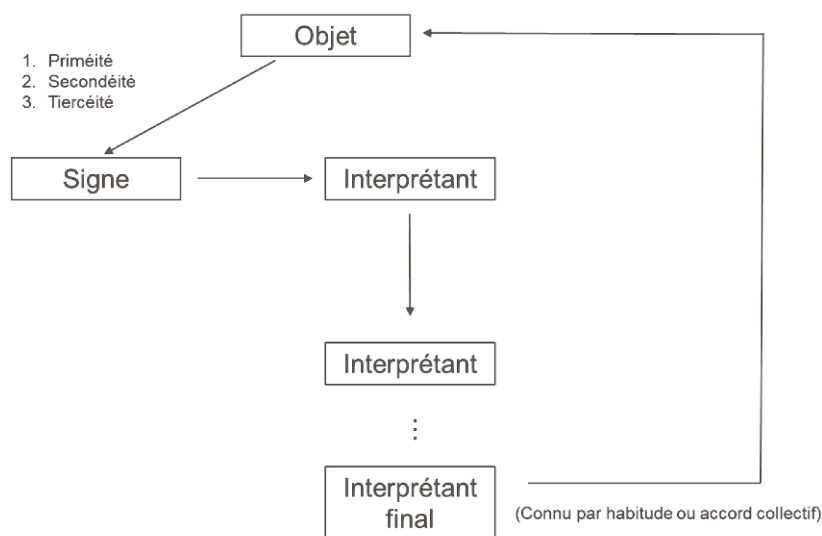 Objet
1. Priméité
2. Secondéité
3. Tiercéité
Signe
Interprétant
Interprétant
⋮
Interprétant
final
(Connu par habitude ou accord collectif)